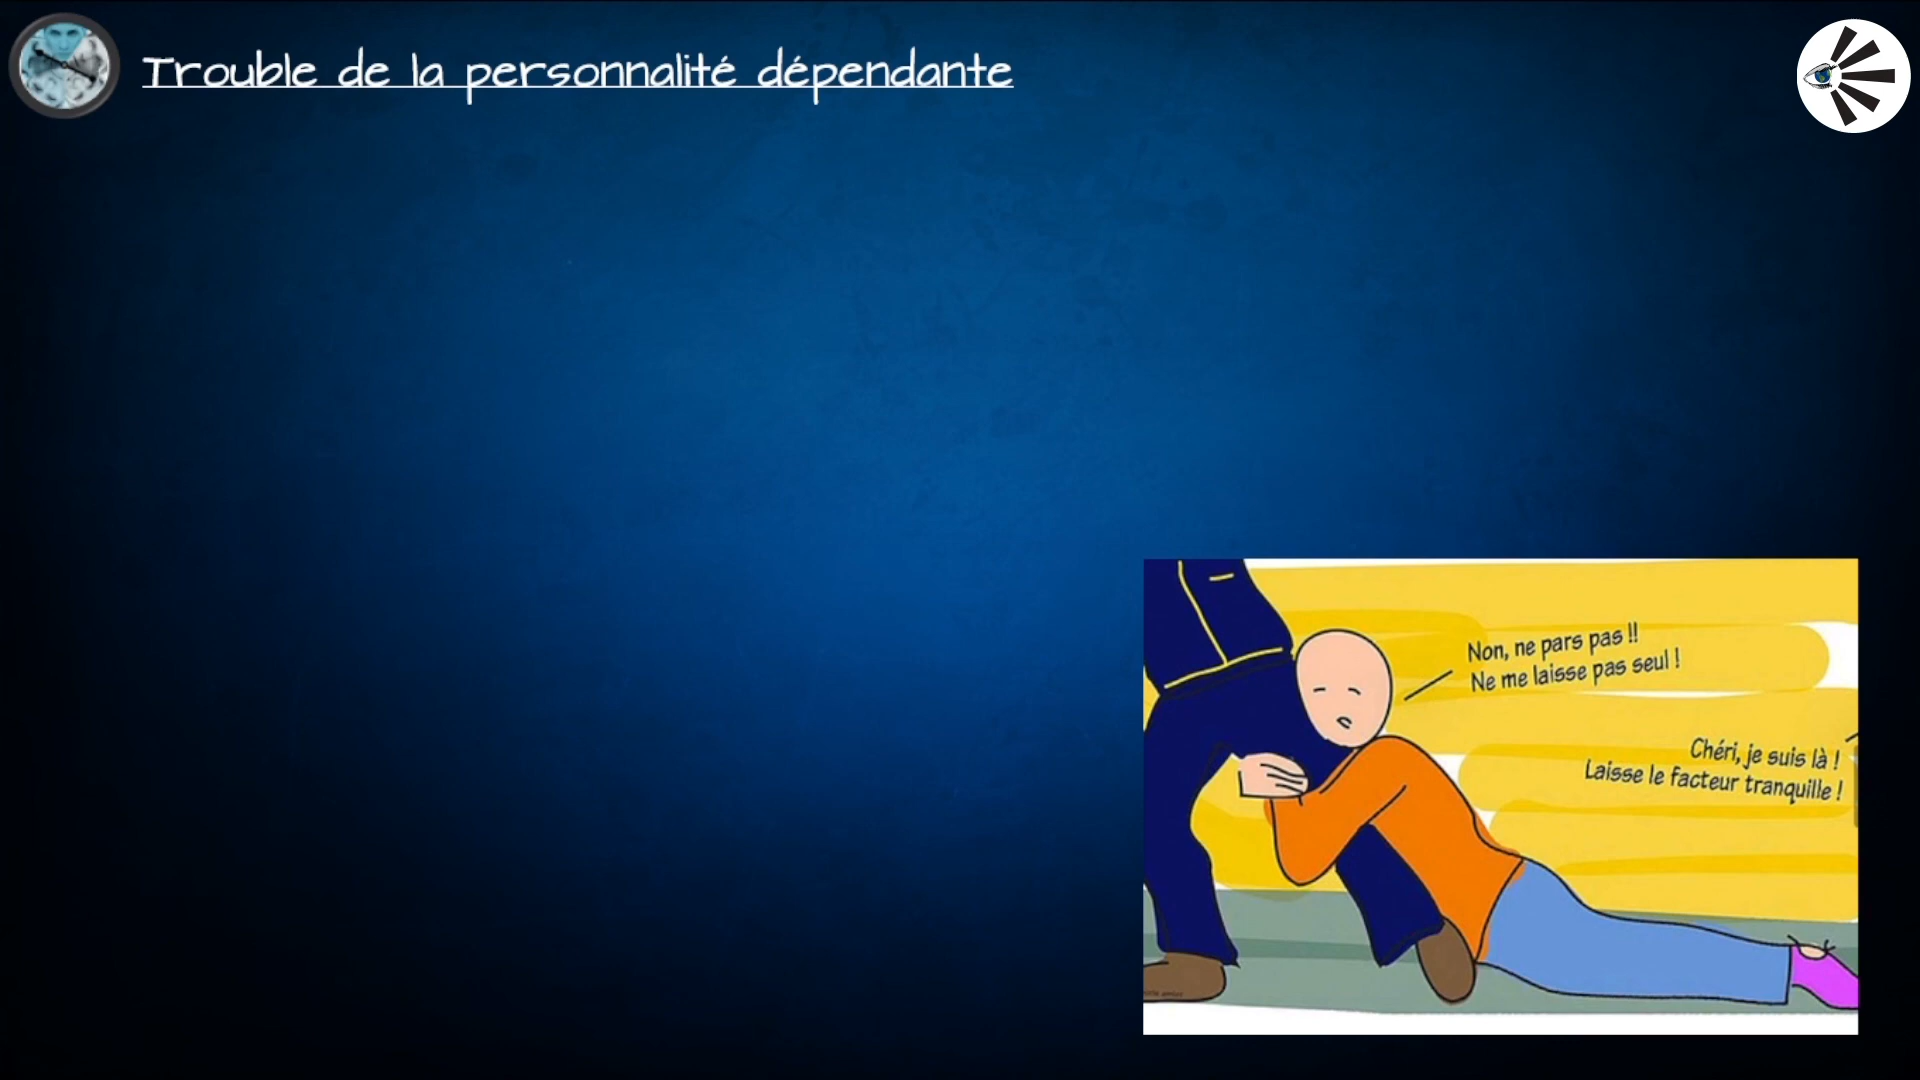 Trouble de la personnalité dépendante
Non, ne pars pas !!
Ne me laisse pas seul !
Chéri, je suis là !
Laisse le facteur tranquille !